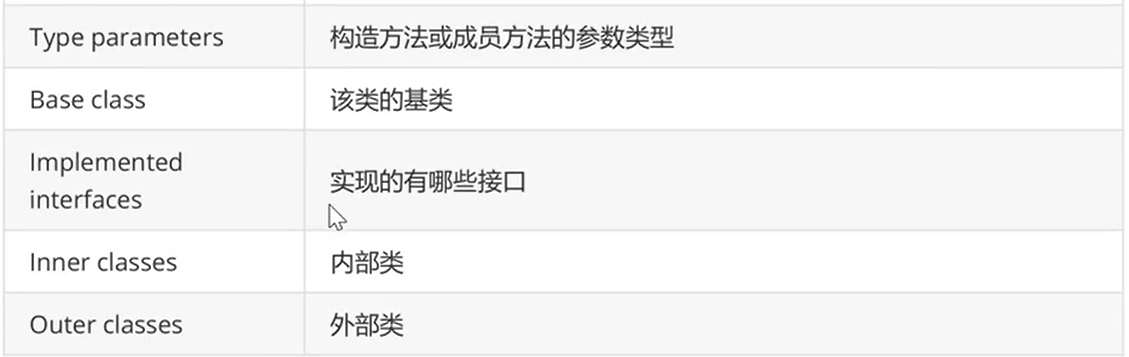 Type parameters 构造方法或成员方法的参数类型
Base class 该类的基类
Implemented
interfaces 实现的有哪些接口
Inner classes 内部类
Outer classes 外部类